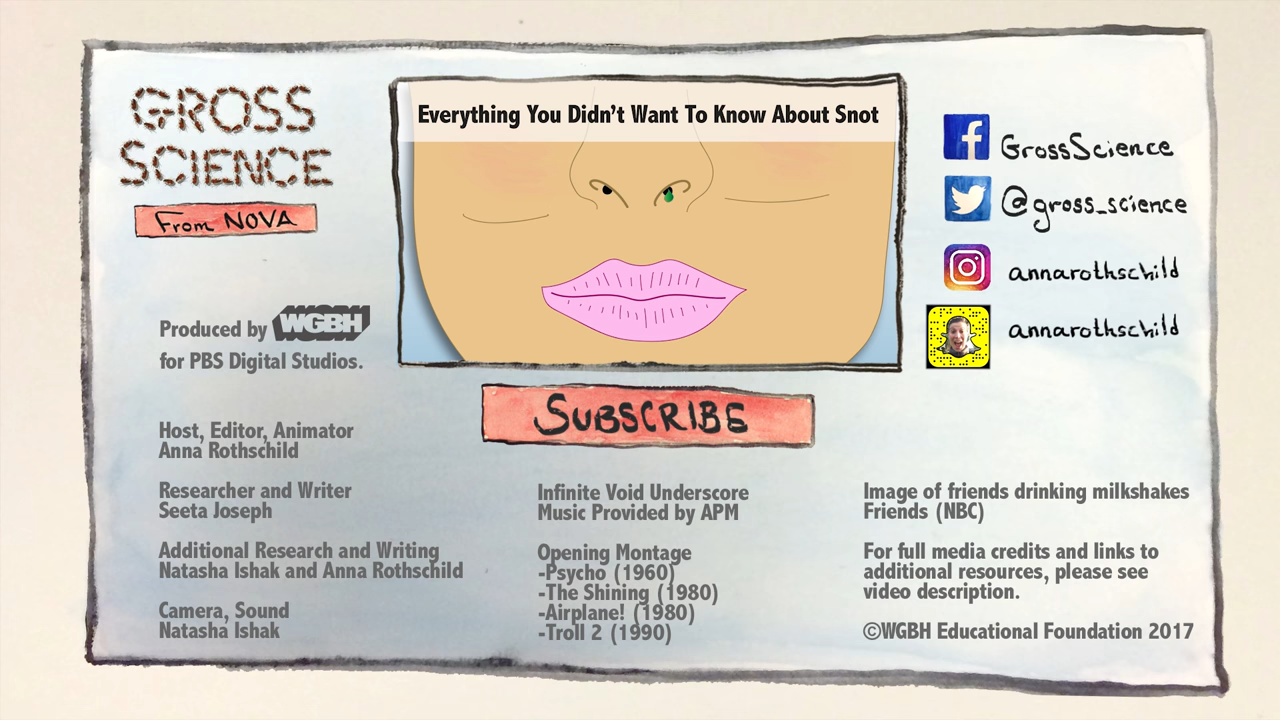 GROSS
SCIENCE
From NOVA
Everything You Didn't Want To Know About Snot
GrossScience
@gross_science
annarothschild
annarothschild
Produced by WGBH
for PBS Digital Studios.
SUBSCRIBE
Host, Editor, Animator
Anna Rothschild
Researcher and Writer
Seeta Joseph
Additional Research and Writing
Natasha Ishak and Anna Rothschild
Camera, Sound
Natasha Ishak
Infinite Void Underscore
Music Provided by APM
Opening Montage
-Psycho (1960)
-The Shining (1980)
-Airplane! (1980)
-Troll 2 (1990)
Image of friends drinking milkshakes
Friends (NBC)
For full media credits and links to
additional resources, please see
video description.
©WGBH Educational Foundation 2017